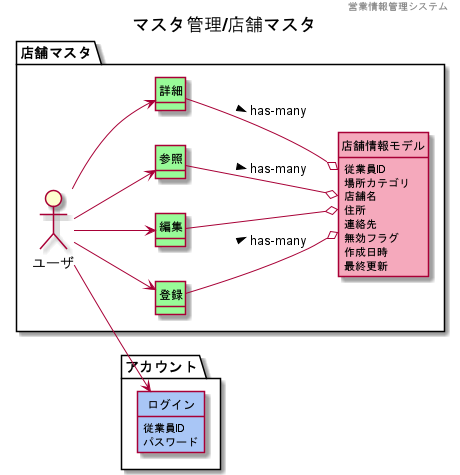 営業情報管理システム
マスタ管理/店舗マスタ
店舗マスタ
詳細
has-many
参照
店舗情報モデル
従業員ID
場所カテゴリ
店舗名
住所
連絡先
無効フラグ
作成日時
最終更新
has-many
編集
ユーザ
has-many
登録
アカウント
ログイン
従業員ID
パスワード